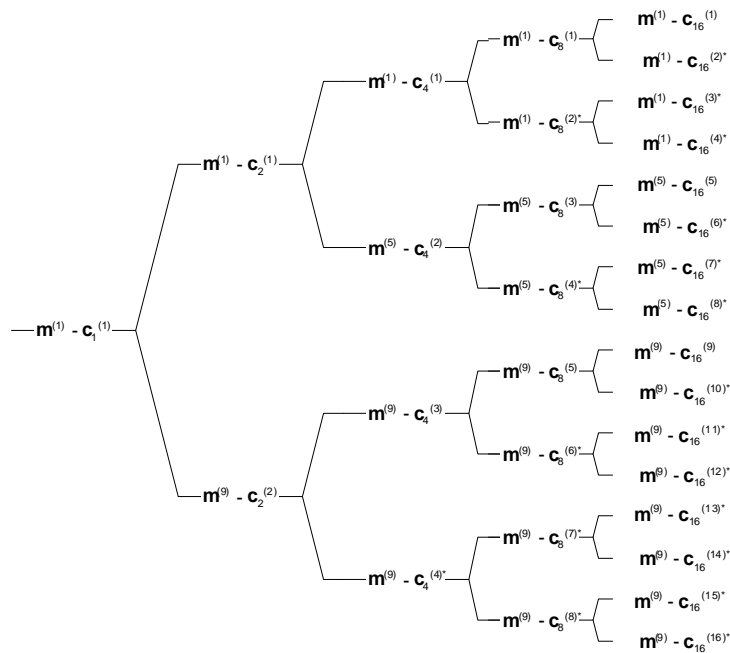 m⁽¹⁾ - c₁₆⁽¹⁾
m⁽¹⁾ - c₈⁽¹⁾
m⁽¹⁾ - c₁₆⁽²⁾*
m⁽¹⁾ - c₄⁽¹⁾
m⁽¹⁾ - c₁₆⁽³⁾*
m⁽¹⁾ - c₈⁽²⁾*
m⁽¹⁾ - c₁₆⁽⁴⁾*
m⁽¹⁾ - c₂⁽¹⁾
m⁽⁵⁾ - c₁₆⁽⁵⁾
m⁽⁵⁾ - c₈⁽³⁾
m⁽⁵⁾ - c₁₆⁽⁶⁾*
m⁽⁵⁾ - c₄⁽²⁾
m⁽⁵⁾ - c₁₆⁽⁷⁾*
m⁽⁵⁾ - c₈⁽⁴⁾*
m⁽⁵⁾ - c₁₆⁽⁸⁾*
m⁽¹⁾ - c₁⁽¹⁾
m⁽⁹⁾ - c₁₆⁽⁹⁾
m⁽⁹⁾ - c₈⁽⁵⁾
m⁽⁹⁾ - c₁₆⁽¹⁰⁾*
m⁽⁹⁾ - c₄⁽³⁾
m⁽⁹⁾ - c₁₆⁽¹¹⁾*
m⁽⁹⁾ - c₈⁽⁶⁾*
m⁽⁹⁾ - c₁₆⁽¹²⁾*
m⁽⁹⁾ - c₂⁽²⁾
m⁽⁹⁾ - c₁₆⁽¹³⁾*
m⁽⁹⁾ - c₈⁽⁷⁾*
m⁽⁹⁾ - c₁₆⁽¹⁴⁾*
m⁽⁹⁾ - c₄⁽⁴⁾*
m⁽⁹⁾ - c₁₆⁽¹⁵⁾*
m⁽⁹⁾ - c₈⁽⁸⁾*
m⁽⁹⁾ - c₁₆⁽¹⁶⁾*